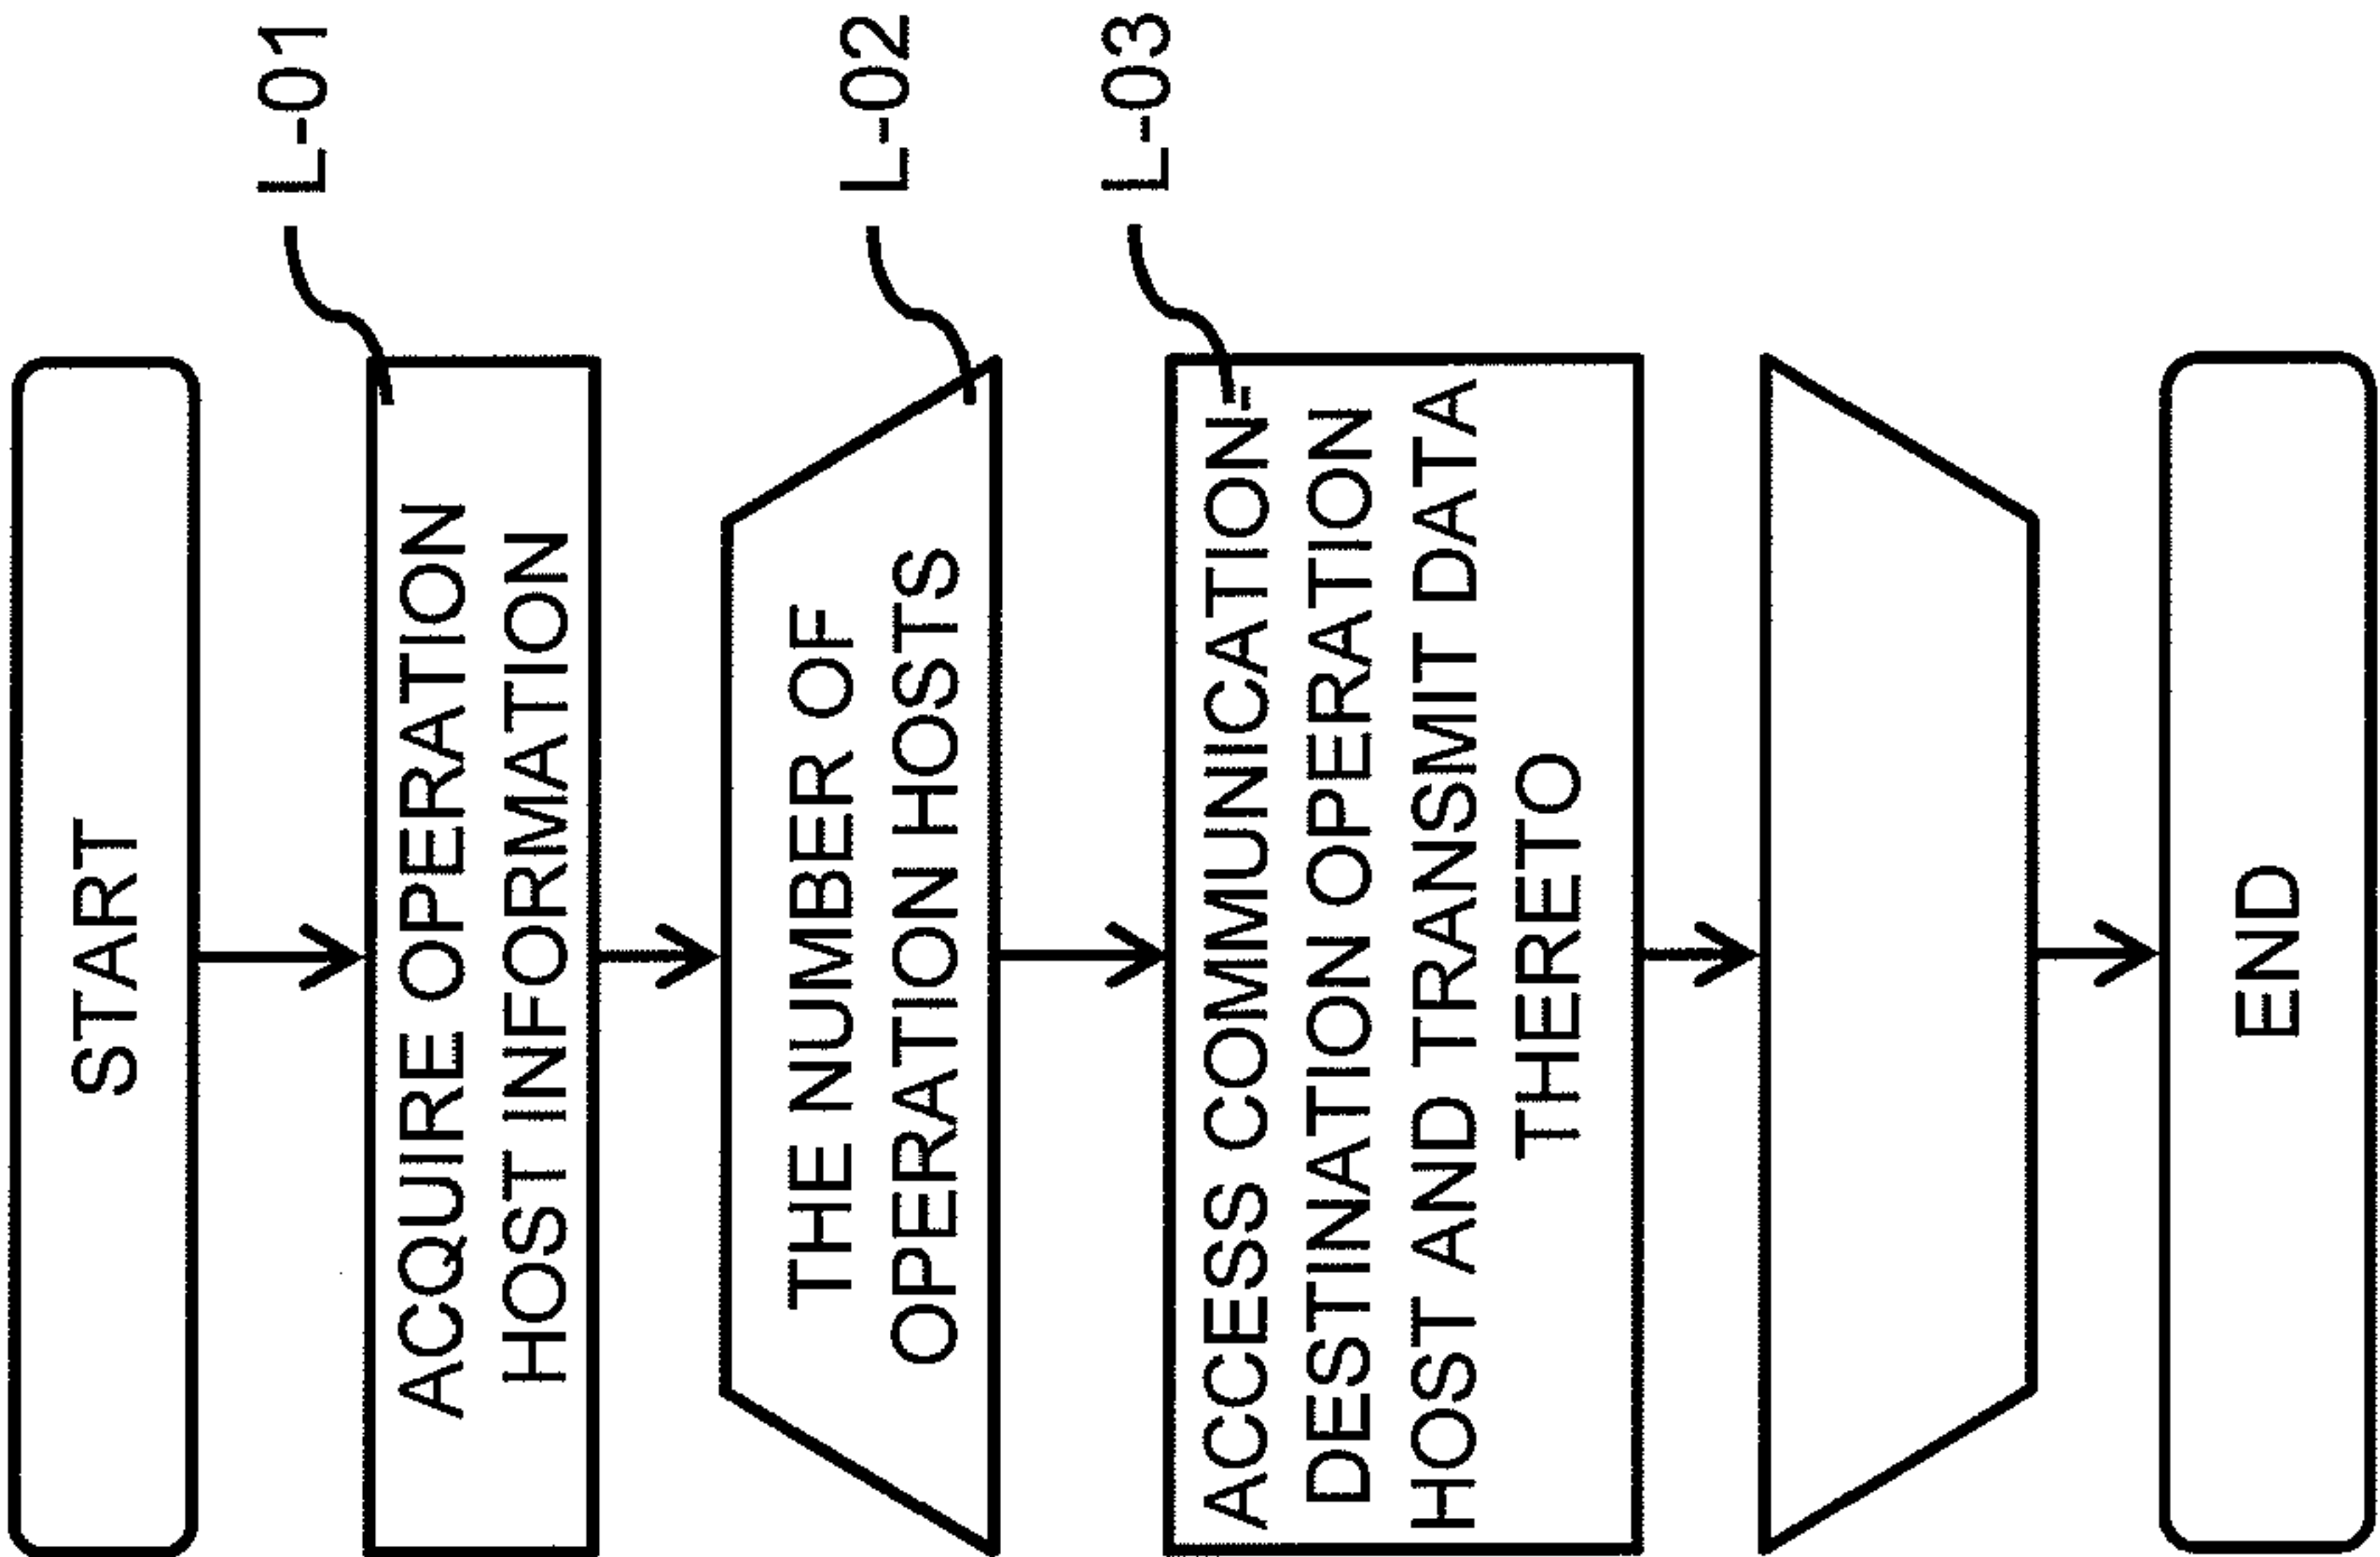 START
L-01
ACQUIRE OPERATION
HOST INFORMATION
L-02
THE NUMBER OF
OPERATION HOSTS
L-03
ACCESS COMMUNICATION-
DESTINATION OPERATION
HOST AND TRANSMIT DATA
THERETO
END